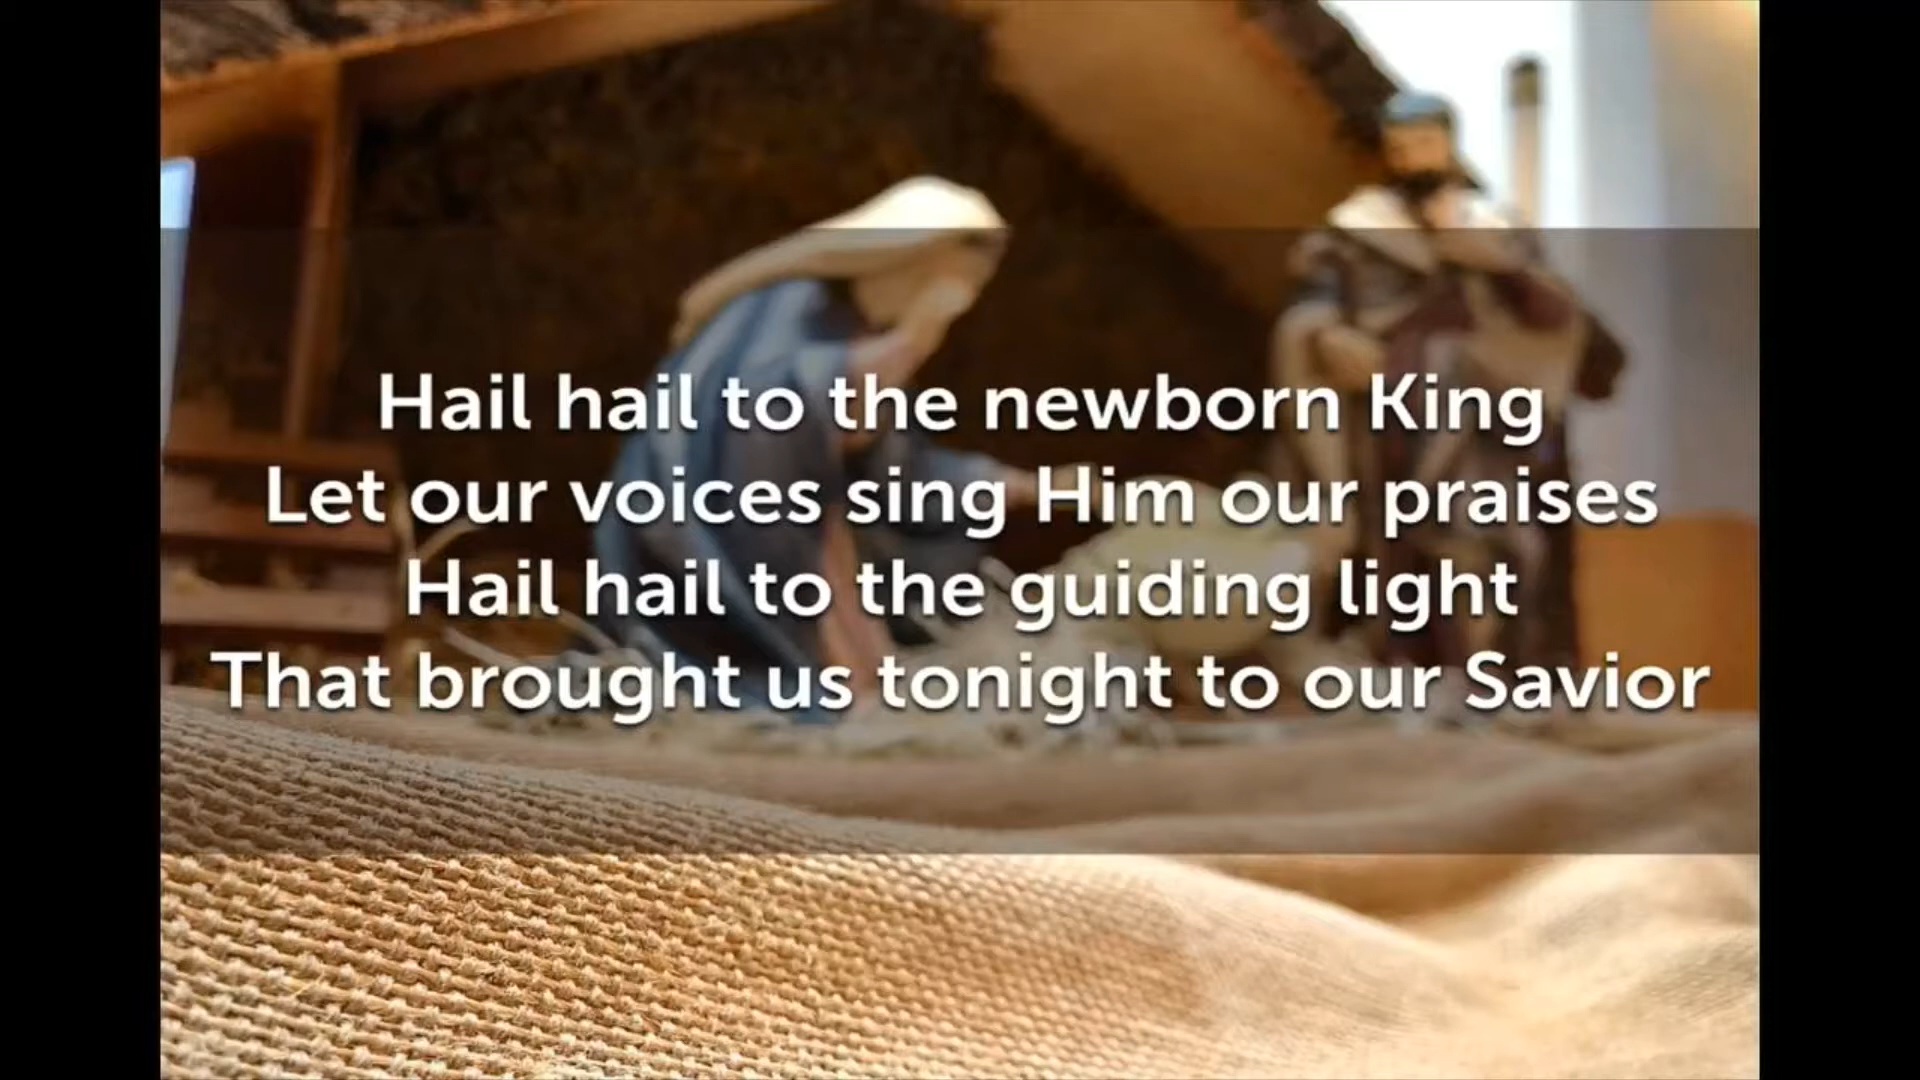 Hail hail to the newborn King
Let our voices sing Him our praises
Hail hail to the guiding light
That brought us tonight to our Savior